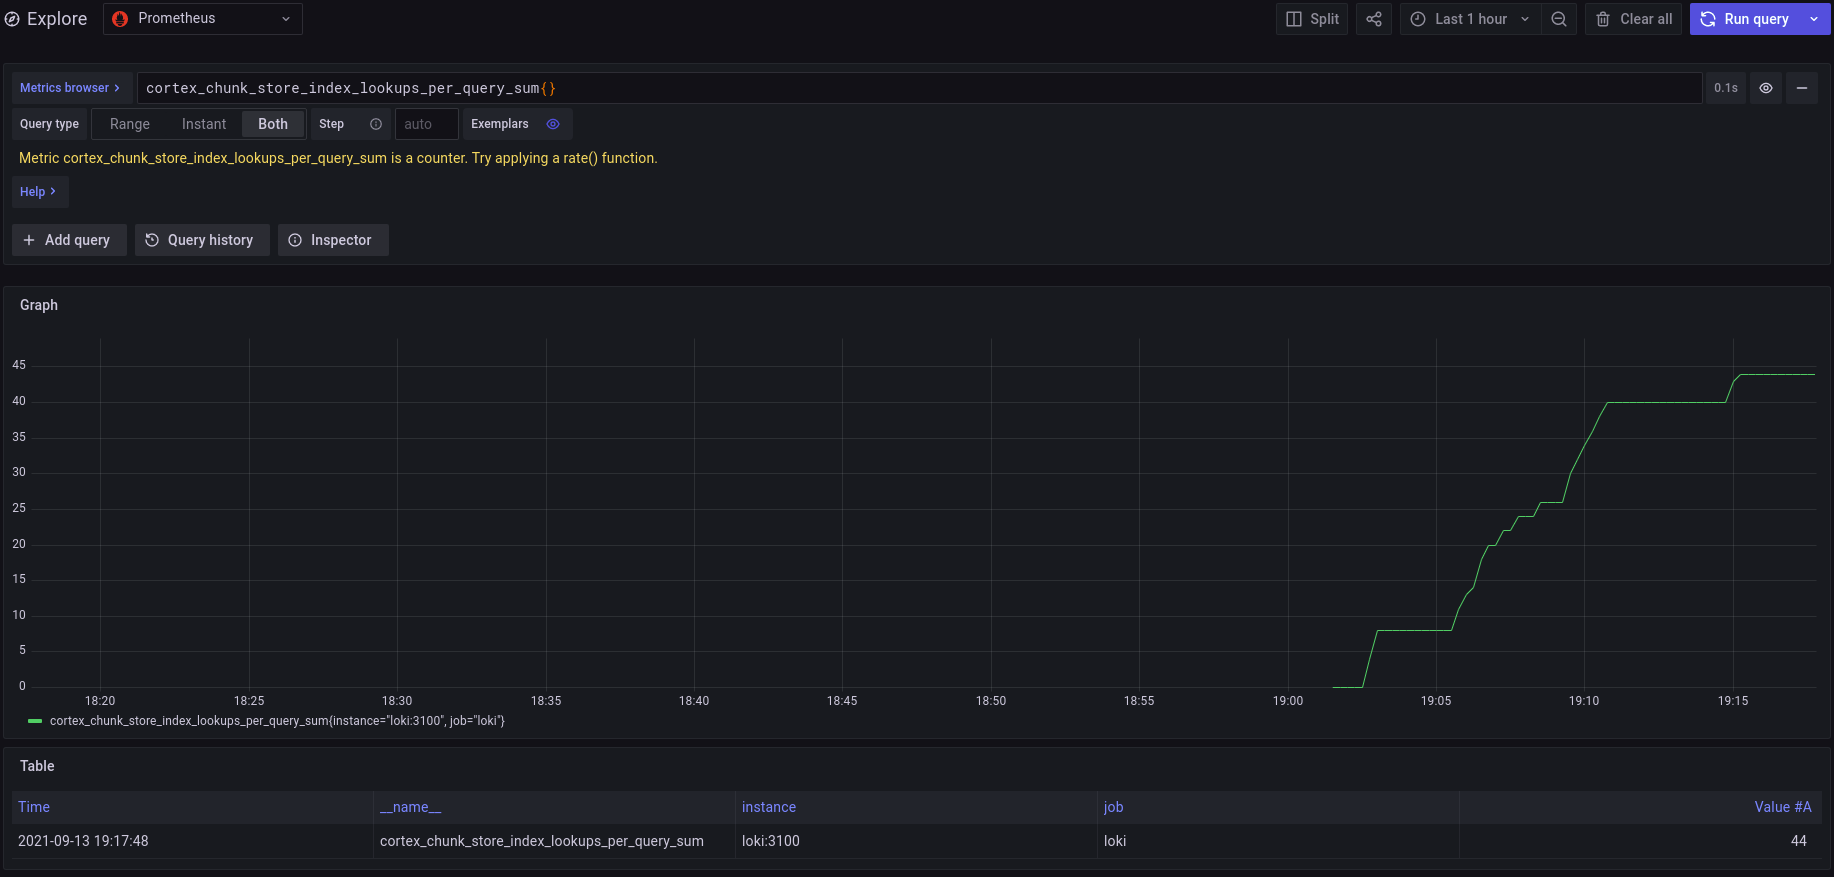 Explore Prometheus Split Last 1 hour Clear all Run query
Metrics browser cortex_chunk_store_index_lookups_per_query_sum{} 0.1s
Query type Range Instant Both Step auto Exemplars
Metric cortex_chunk_store_index_lookups_per_query_sum is a counter. Try applying a rate() function.
Help
Add query Query history Inspector
Graph
45
40
35
30
25
20
15
10
5
0
18:20 18:25 18:30 18:35 18:40 18:45 18:50 18:55 19:00 19:05 19:10 19:15
cortex_chunk_store_index_lookups_per_query_sum{instance="loki:3100", job="loki"}
Table
Time __name__ instance job Value #A
2021-09-13 19:17:48 cortex_chunk_store_index_lookups_per_query_sum loki:3100 loki 44